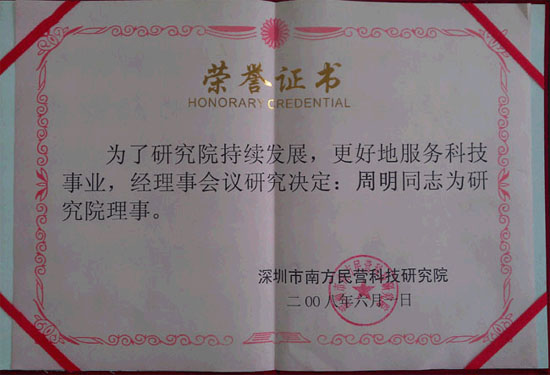 荣誉证书
HONORARY CREDENTIAL
为了研究院持续发展，更好地服务科技
事业，经理事会议研究决定：周明同志为研
究院理事。
深圳市南方民营科技研究院
二00八年六月一日